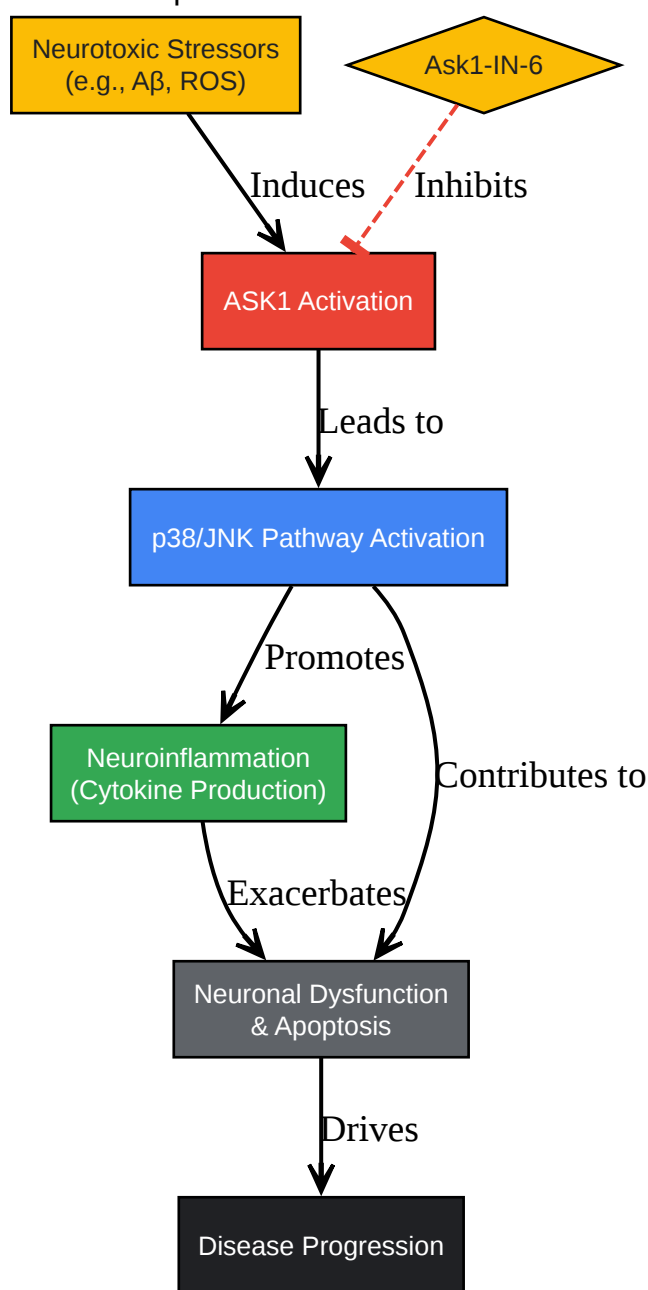 Neurotoxic Stressors
(e.g., Aβ, ROS)
Ask1-IN-6
Induces
Inhibits
ASK1 Activation
Leads to
p38/JNK Pathway Activation
Promotes
Neuroinflammation
(Cytokine Production)
Contributes to
Exacerbates
Neuronal Dysfunction
& Apoptosis
Drives
Disease Progression